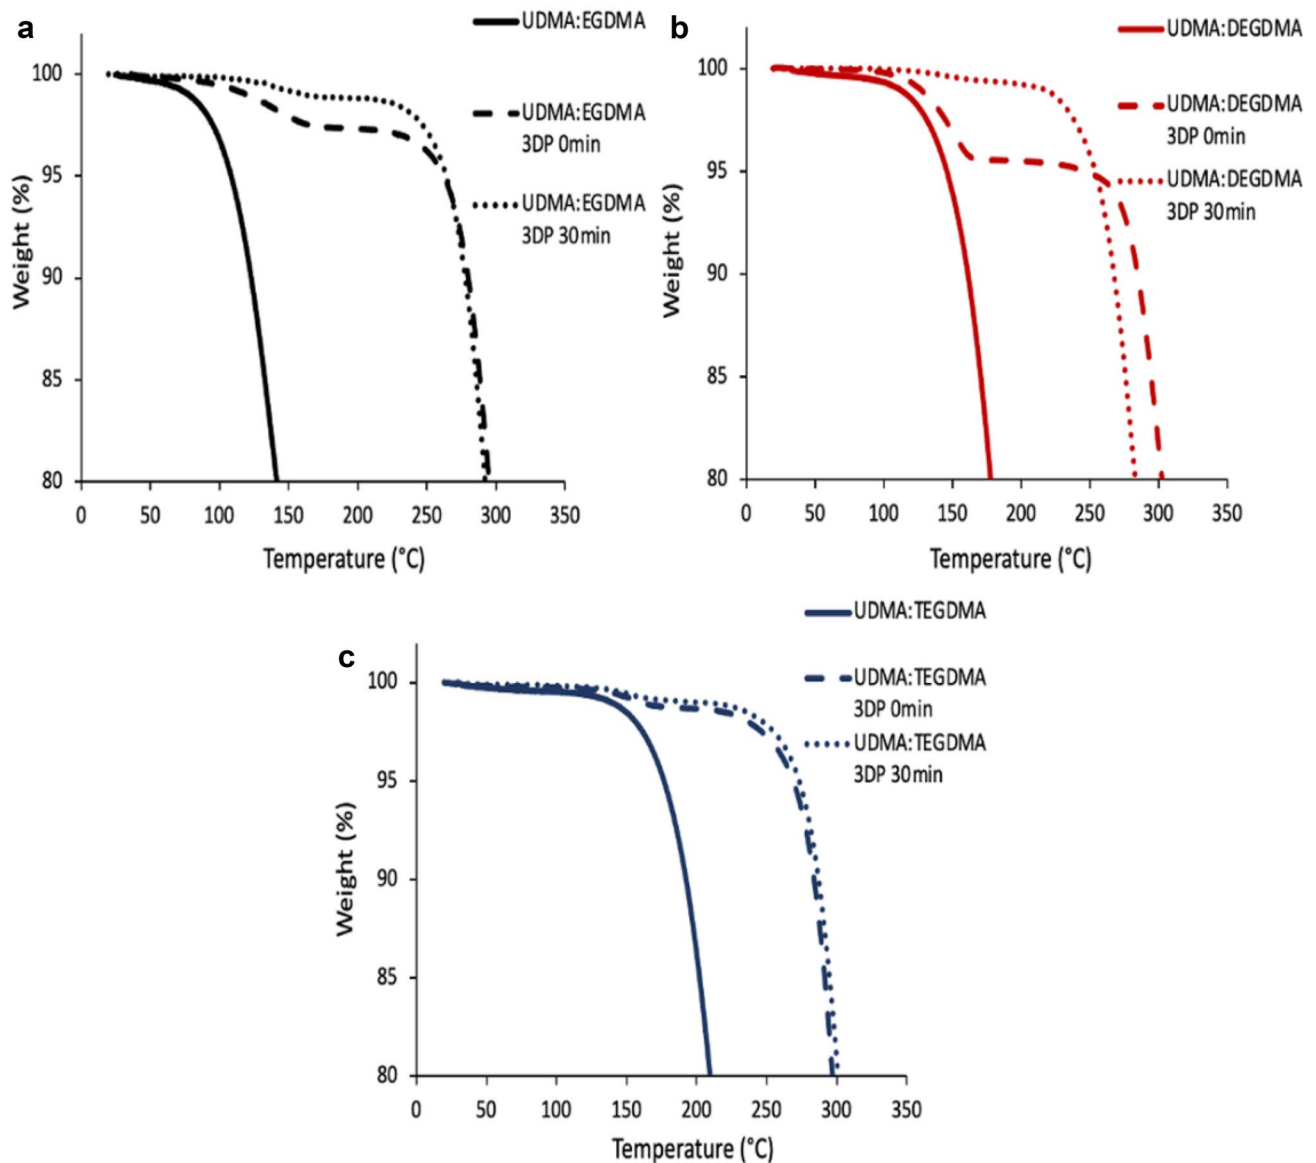 a
UDMA:EGDMA
UDMA:EGDMA
3DP 0min
UDMA:EGDMA
3DP 30min
100
95
90
85
80
Weight (%)
0 50 100 150 200 250 300 350
Temperature (°C)
b
UDMA:DEGDMA
UDMA:DEGDMA
3DP 0min
UDMA:DEGDMA
3DP 30min
100
95
90
85
80
Weight (%)
0 50 100 150 200 250 300 350
Temperature (°C)
c
UDMA:TEGDMA
UDMA:TEGDMA
3DP 0min
UDMA:TEGDMA
3DP 30min
100
95
90
85
80
Weight (%)
0 50 100 150 200 250 300 350
Temperature (°C)